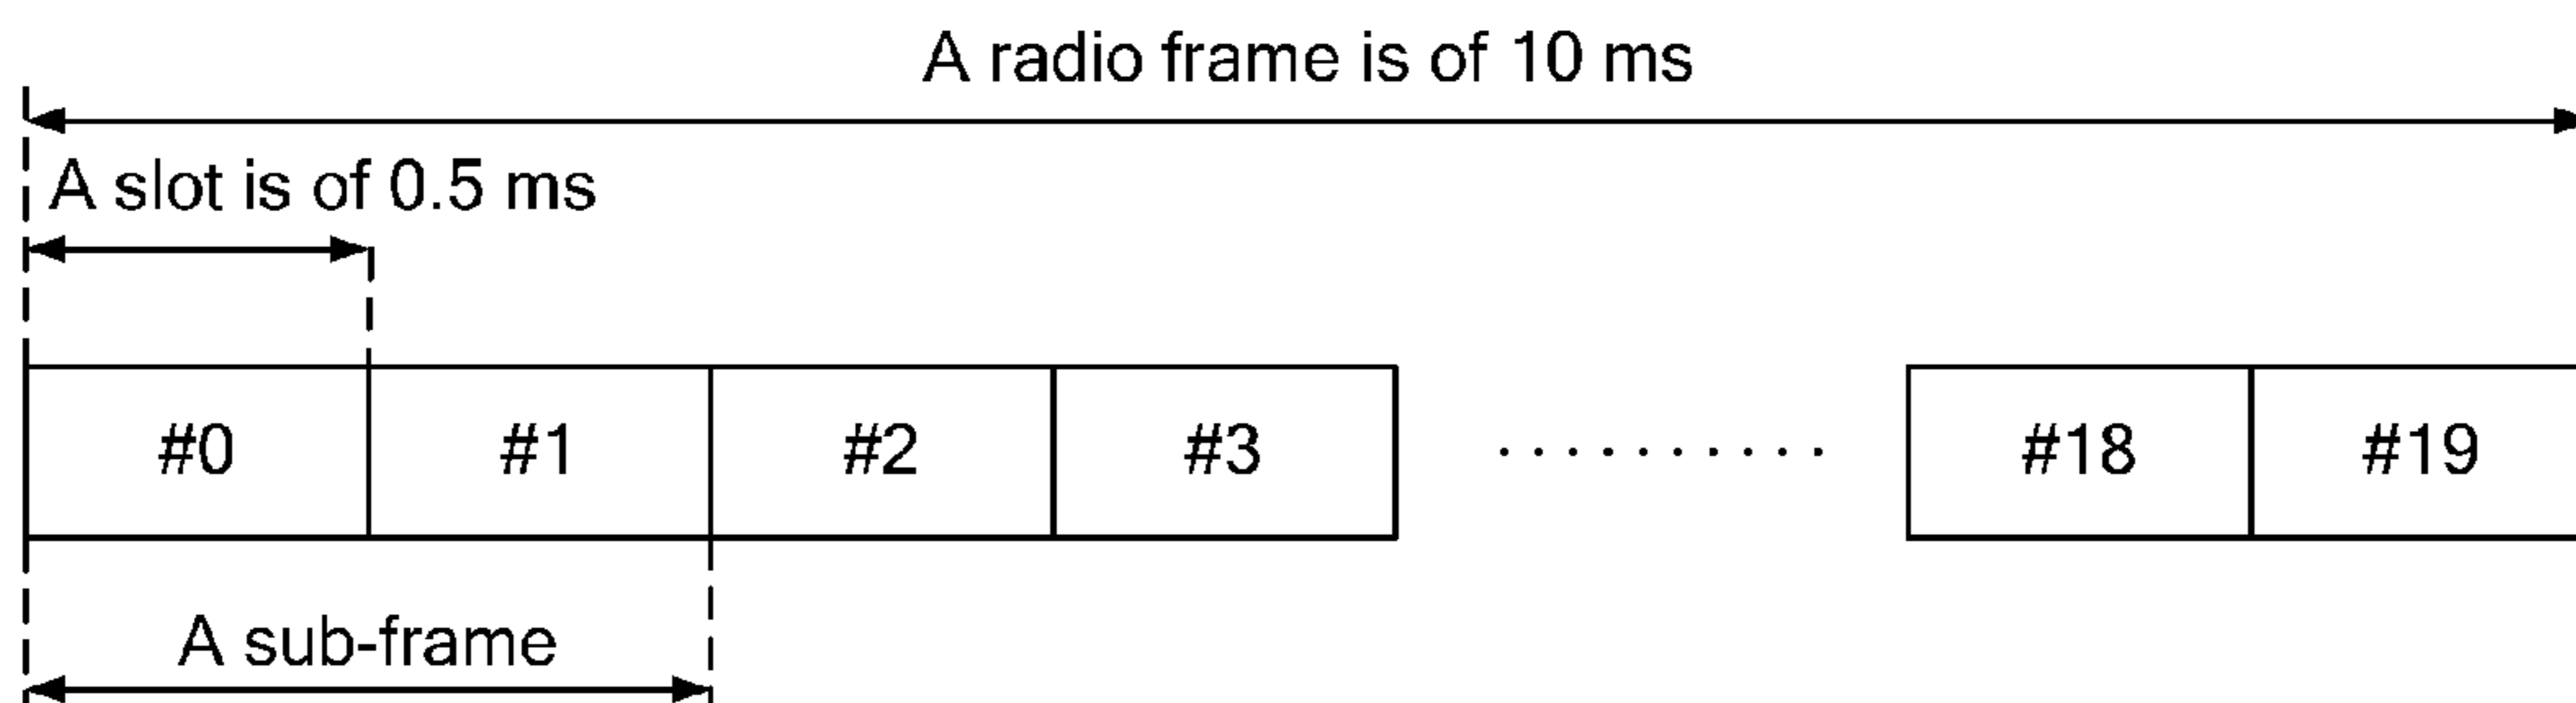 A radio frame is of 10 ms
A slot is of 0.5 ms
#0 #1 #2 #3 .......... #18 #19
A sub-frame